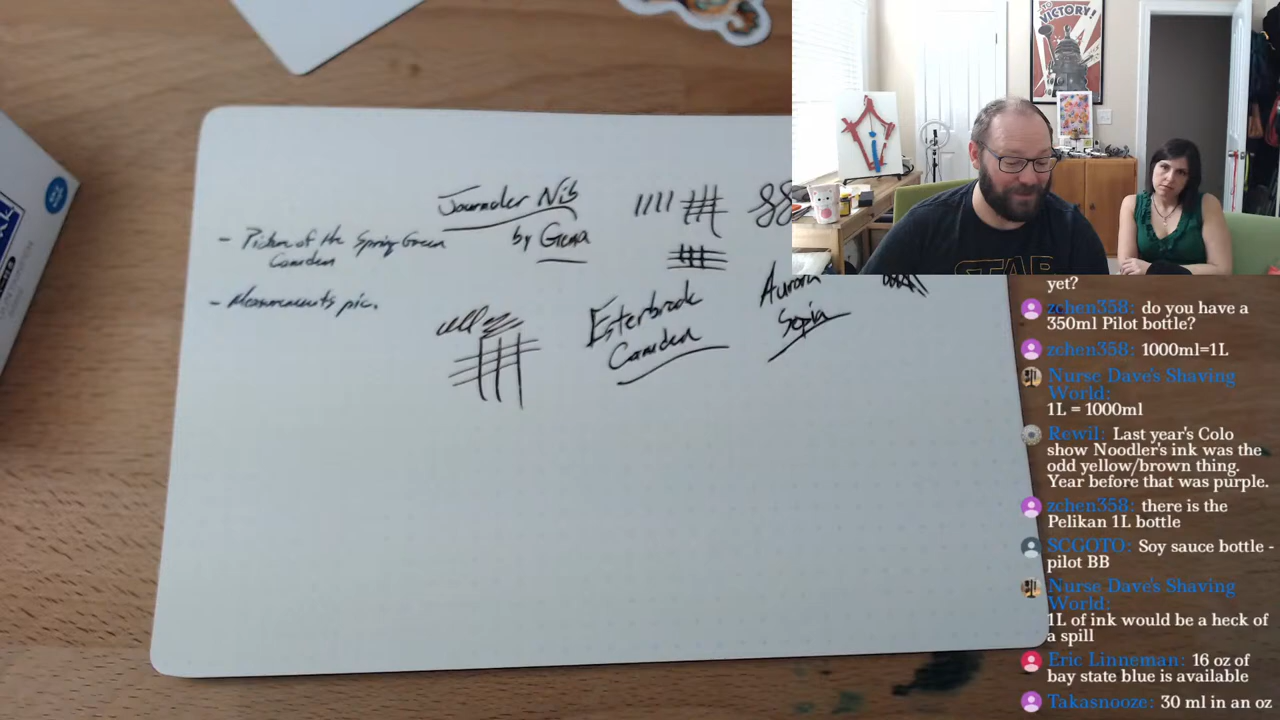 TO VICTORY!
Journaler Nib
by Gena
- Picture of the Spring Green
Camden
- Measurements pic.
Esterbrook
Camden
Aurora
Sepia
STAR
yet?
zchen358: do you have a
350ml Pilot bottle?
zchen358: 1000ml=1L
Nurse Dave's Shaving
World:
1L = 1000ml
Rewil: Last year's Colo
show Noodler's ink was the
odd yellow/brown thing.
Year before that was purple.
zchen358: there is the
Pelikan 1L bottle
SCGOTO: Soy sauce bottle -
pilot BB
Nurse Dave's Shaving
World:
1L of ink would be a heck of
a spill
Eric Linneman: 16 oz of
bay state blue is available
Takasnooze: 30 ml in an oz